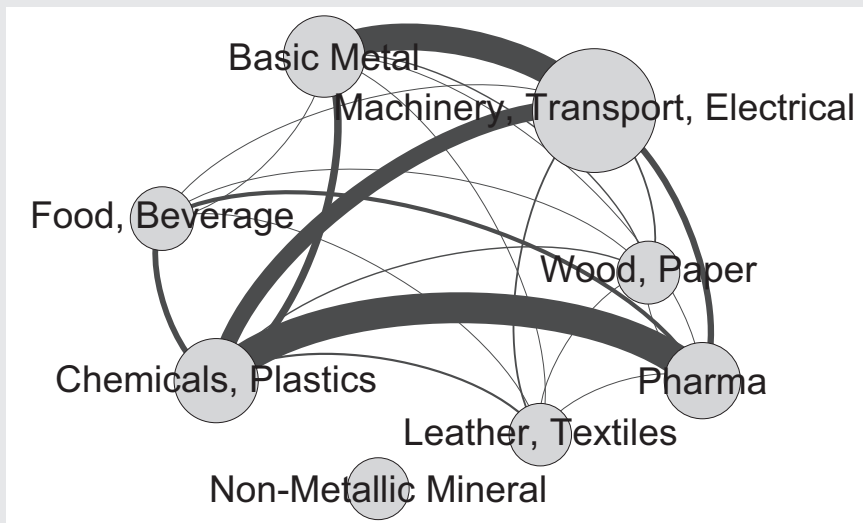 Basic Metal
Machinery, Transport, Electrical
Food, Beverage
Wood, Paper
Chemicals, Plastics
Pharma
Leather, Textiles
Non-Metallic Mineral